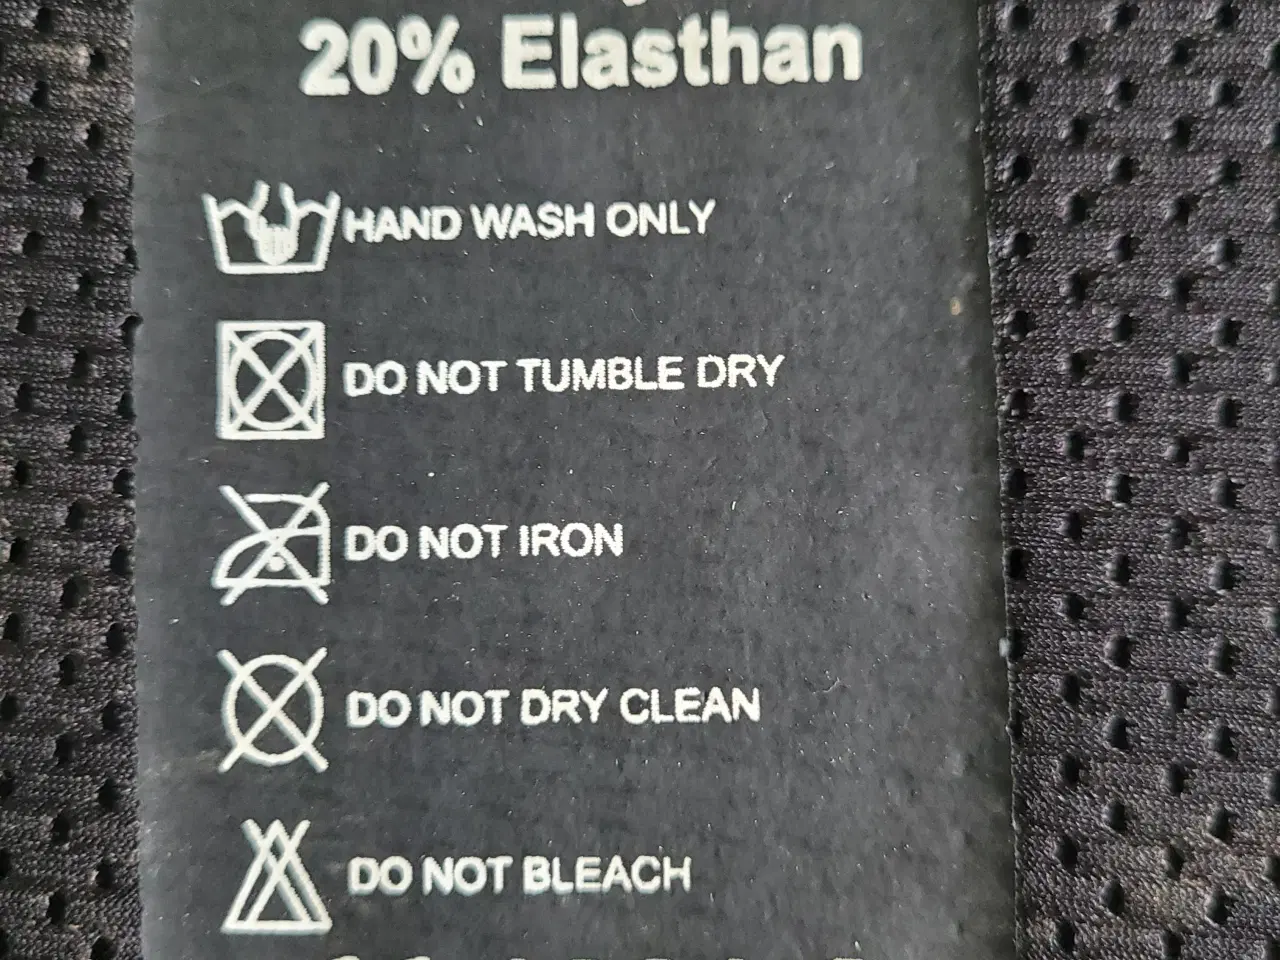 20% Elasthan
HAND WASH ONLY
DO NOT TUMBLE DRY
DO NOT IRON
DO NOT DRY CLEAN
DO NOT BLEACH